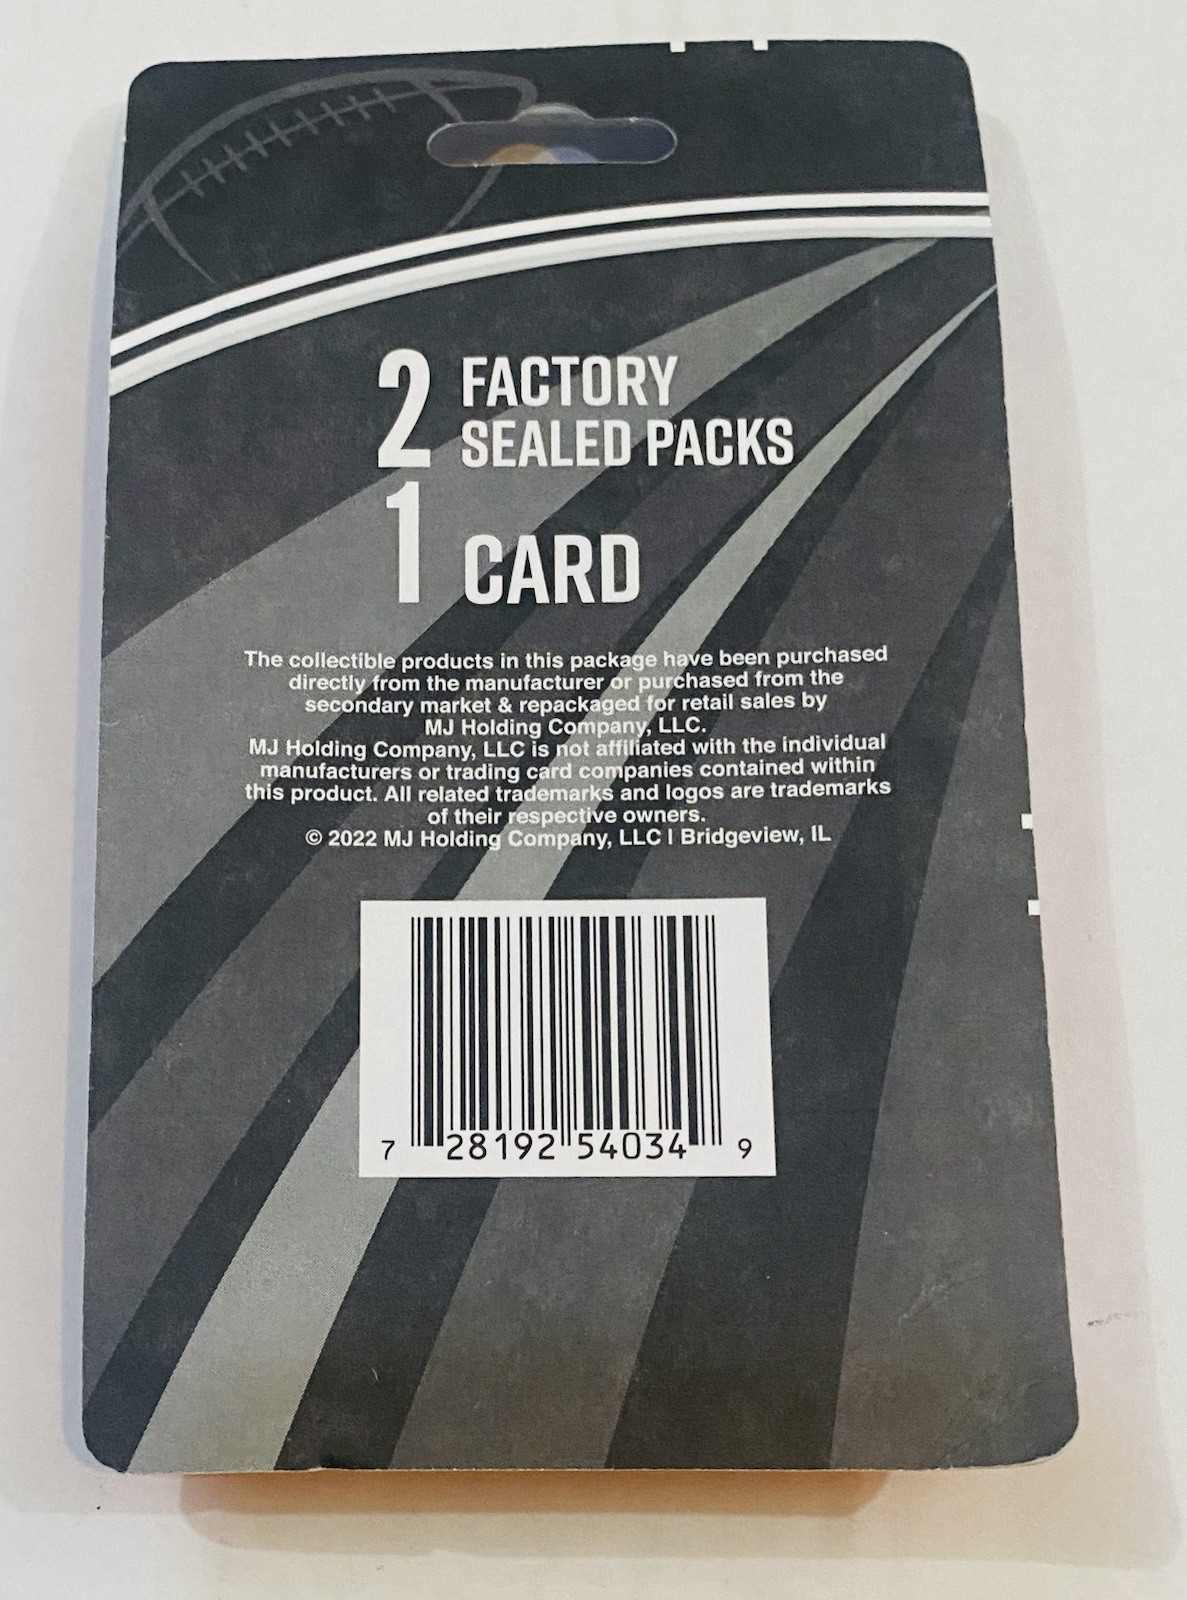 2 FACTORY
SEALED PACKS
1 CARD
The collectible products in this package have been purchased
directly from the manufacturer or purchased from the
secondary market & repackaged for retail sales by
MJ Holding Company, LLC.
MJ Holding Company, LLC is not affiliated with the individual
manufacturers or trading card companies contained within
this product. All related trademarks and logos are trademarks
of their respective owners.
© 2022 MJ Holding Company, LLC | Bridgeview, IL
7 28192 54034 9